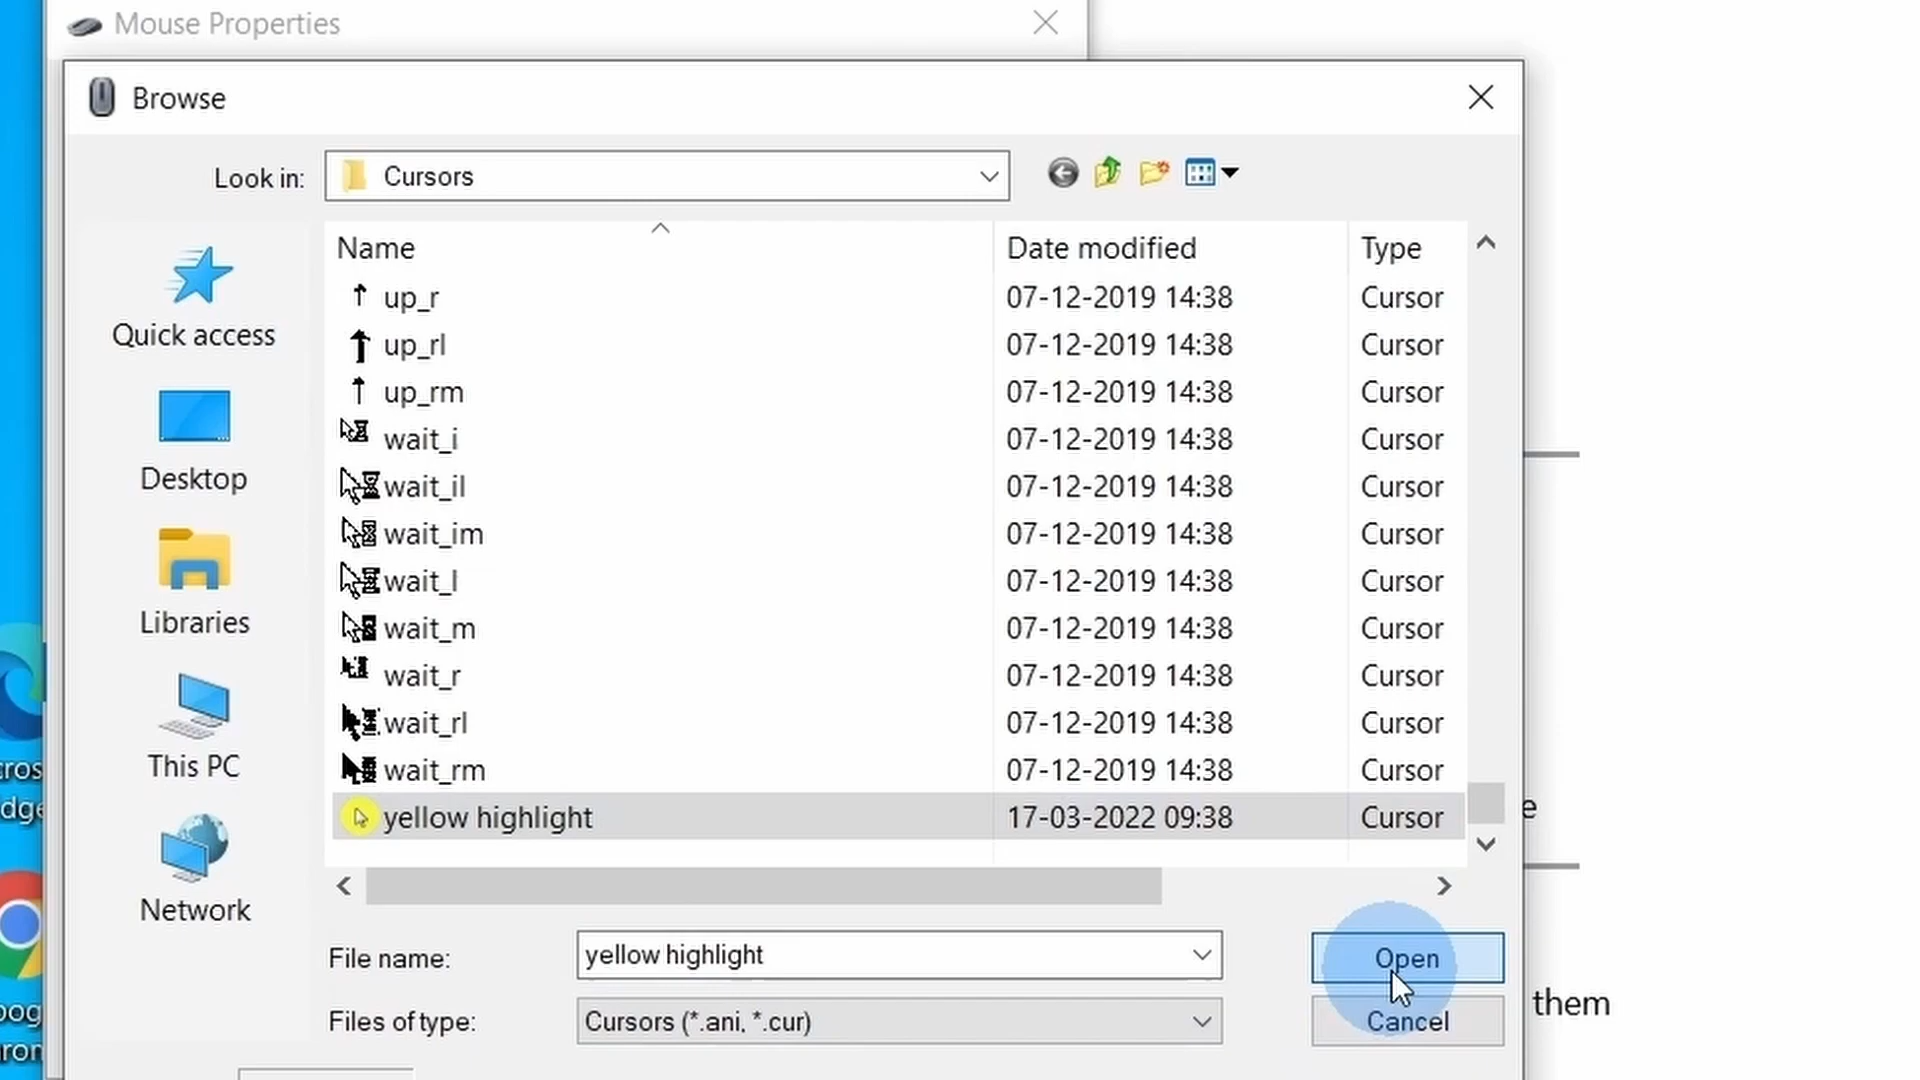 Mouse Properties
Browse
Look in: Cursors
Name Date modified Type
up_r 07-12-2019 14:38 Cursor
up_rl 07-12-2019 14:38 Cursor
up_rm 07-12-2019 14:38 Cursor
wait_i 07-12-2019 14:38 Cursor
wait_il 07-12-2019 14:38 Cursor
wait_im 07-12-2019 14:38 Cursor
wait_l 07-12-2019 14:38 Cursor
wait_m 07-12-2019 14:38 Cursor
wait_r 07-12-2019 14:38 Cursor
wait_rl 07-12-2019 14:38 Cursor
wait_rm 07-12-2019 14:38 Cursor
yellow highlight 17-03-2022 09:38 Cursor
Quick access
Desktop
Libraries
This PC
Network
File name: yellow highlight Open
Files of type: Cursors (*.ani, *.cur) Cancel
them